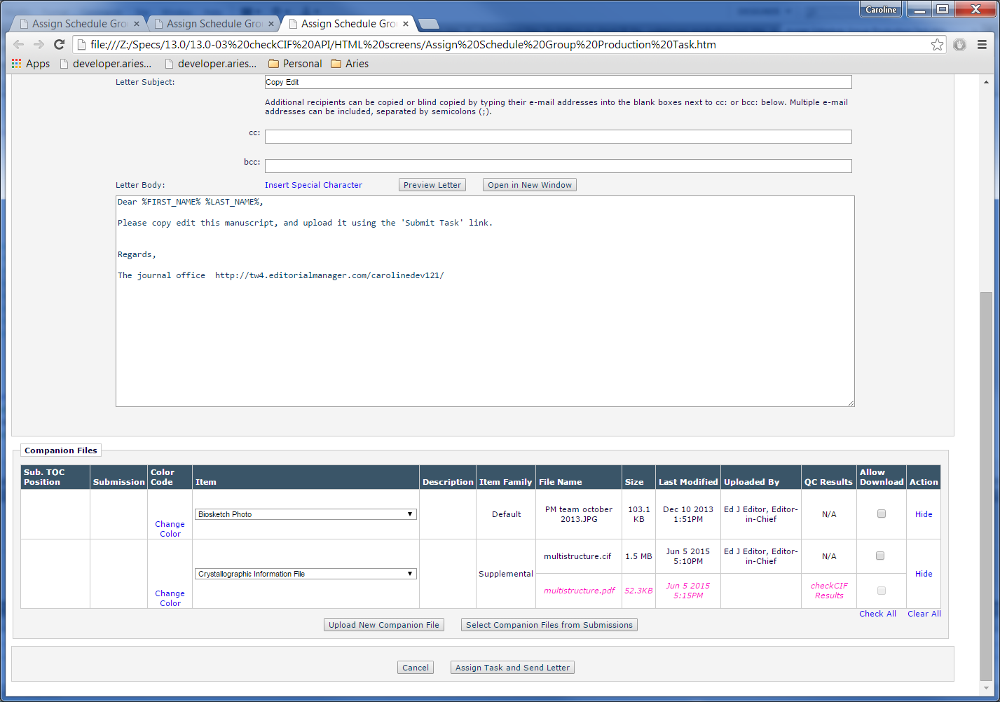 Caroline
Assign Schedule Gro
Assign Schedule Gro
Assign Schedule Gro
file:///Z:/Specs/13.0/13.0-03%20checkCIF%20API/HTML%20screens/Assign%20Schedule%20Group%20Production%20Task.htm
Apps developer.aries... developer.aries... Personal Aries
Letter Subject: Copy Edit
Additional recipients can be copied or blind copied by typing their e-mail addresses into the blank boxes next to cc: or bcc: below. Multiple e-mail
addresses can be included, separated by semicolons (;).
cc:
bcc:
Letter Body: Insert Special Character Preview Letter Open in New Window
Dear %FIRST_NAME% %LAST_NAME%,
Please copy edit this manuscript, and upload it using the 'Submit Task' link.
Regards,
The journal office http://tw4.editorialmanager.com/carolinedev121/
Companion Files
Sub. TOC Position Submission Color Code Item Description Item Family File Name Size Last Modified Uploaded By QC Results Allow Download Action
Change Color Biosketch Photo Default PM team october 2013.JPG 103.1 KB Dec 10 2013 1:51PM Ed J Editor, Editor-in-Chief N/A Hide
Change Color Crystallographic Information File Supplemental multistructure.cif 1.5 MB Jun 5 2015 5:10PM Ed J Editor, Editor-in-Chief N/A Hide
multistructure.pdf 52.3KB Jun 5 2015 5:15PM checkCIF Results
Check All Clear All
Upload New Companion File Select Companion Files from Submissions
Cancel Assign Task and Send Letter